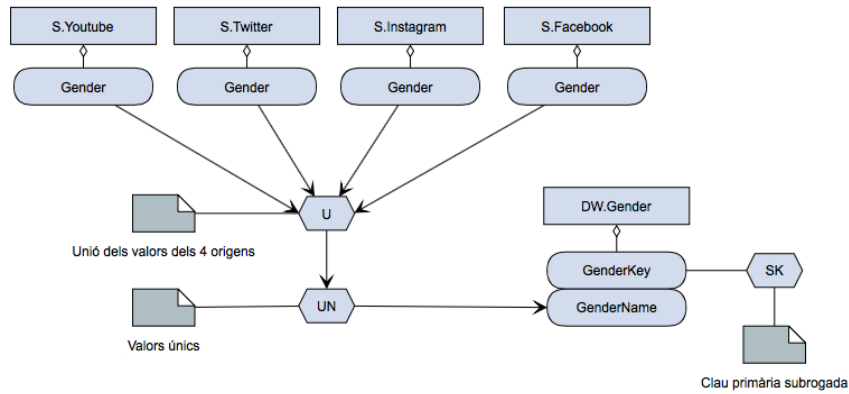 S.Youtube
S.Twitter
S.Instagram
S.Facebook
Gender
Gender
Gender
Gender
U
Unió dels valors dels 4 origens
DW.Gender
GenderKey
SK
UN
GenderName
Valors únics
Clau primària subrogada